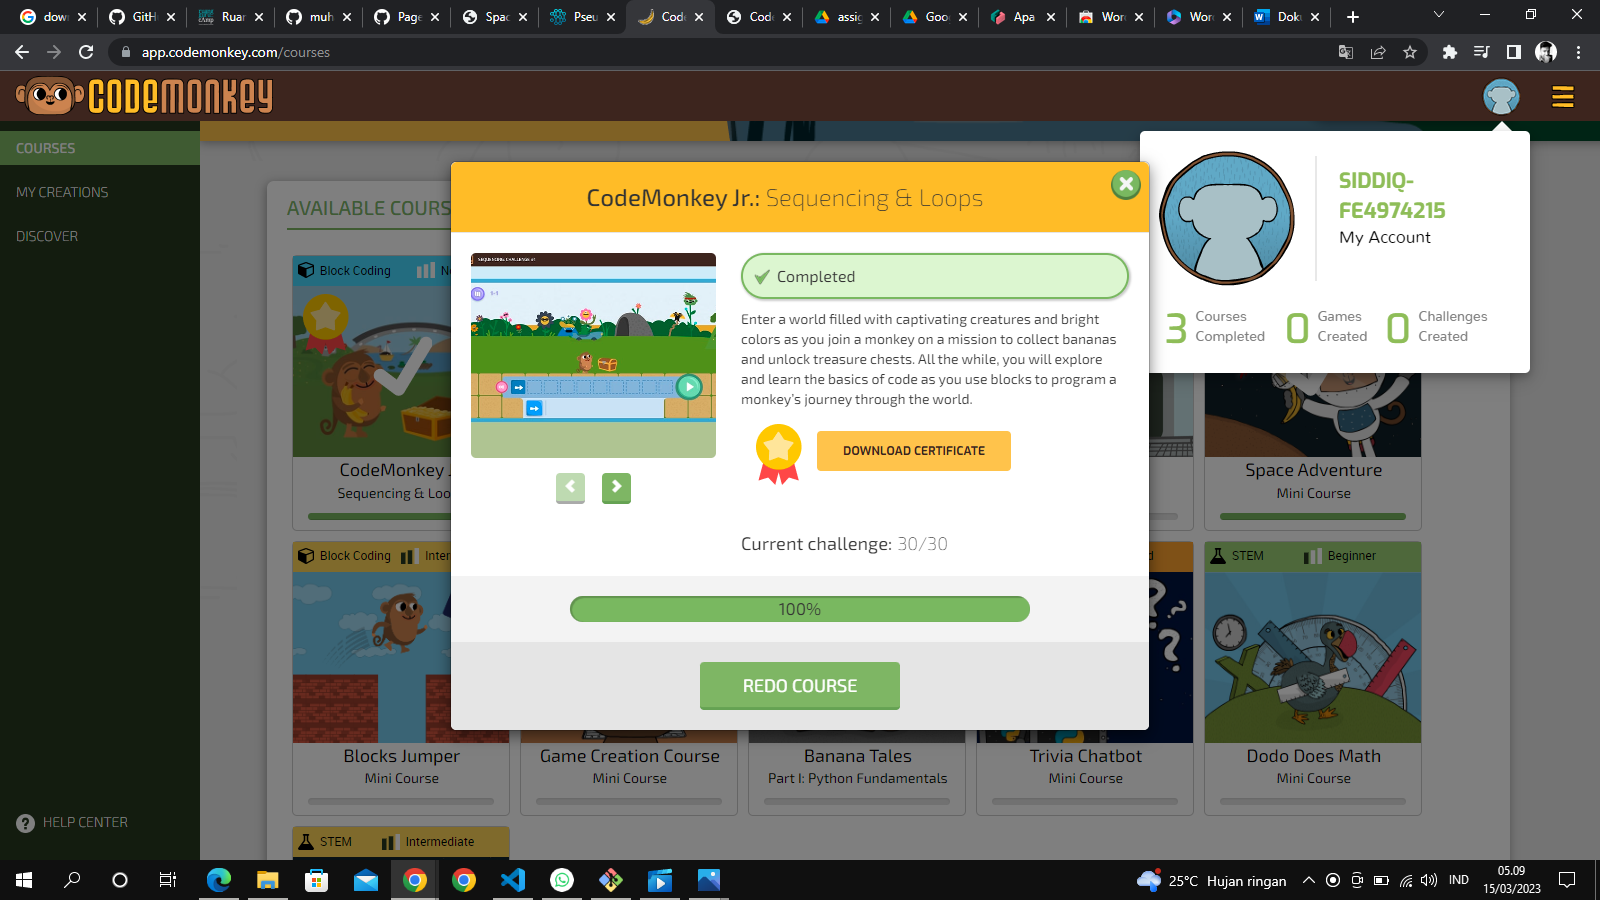 down
GitH
Ruar
muh
Page
Spac
Pseu
Code
Code
assig
Goo
Apa
Wor
Wor
Dok
app.codemonkey.com/courses
CODEMONKEY
COURSES
MY CREATIONS
DISCOVER
HELP CENTER
AVAILABLE COURS
Block Coding
CodeMonkey J
Sequencing & Loo
CodeMonkey Jr.: Sequencing & Loops
SEQUENCING CHALLENGE #1
Completed
Enter a world filled with captivating creatures and bright
colors as you join a monkey on a mission to collect bananas
and unlock treasure chests. All the while, you will explore
and learn the basics of code as you use blocks to program a
monkey's journey through the world.
DOWNLOAD CERTIFICATE
Current challenge: 30/30
100%
REDO COURSE
SIDDIQ-
FE4974215
My Account
3 Courses Completed
0 Games Created
0 Challenges Created
Space Adventure
Mini Course
Block Coding
Inter
STEM
Beginner
Blocks Jumper
Mini Course
Game Creation Course
Mini Course
Banana Tales
Part I: Python Fundamentals
Trivia Chatbot
Mini Course
Dodo Does Math
Mini Course
STEM
Intermediate
25°C Hujan ringan
IND
05.09
15/03/2023